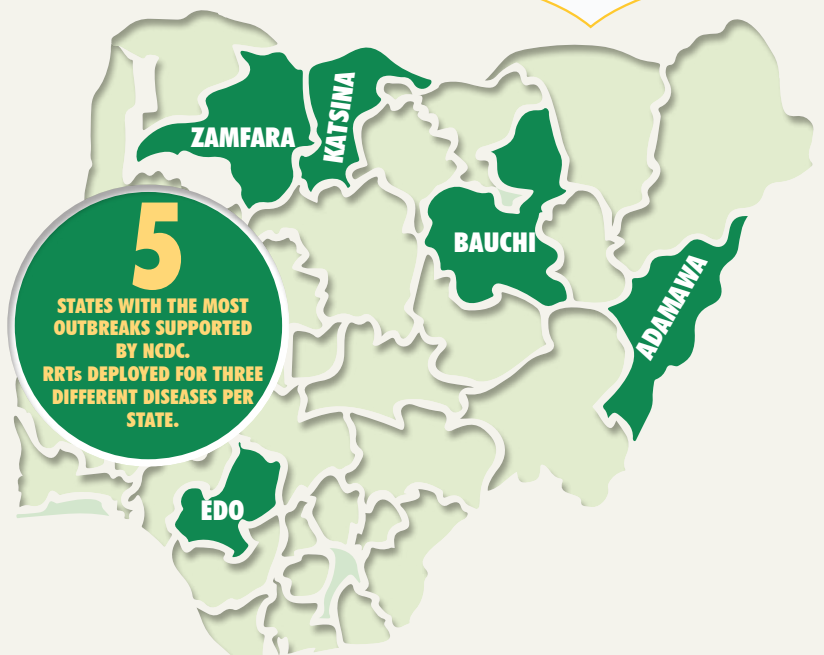 ZAMFARA
KATSINA
BAUCHI
ADAMAWA
5
STATES WITH THE MOST
OUTBREAKS SUPPORTED
BY NCDC.
RRTs DEPLOYED FOR THREE
DIFFERENT DISEASES PER
STATE.
EDO